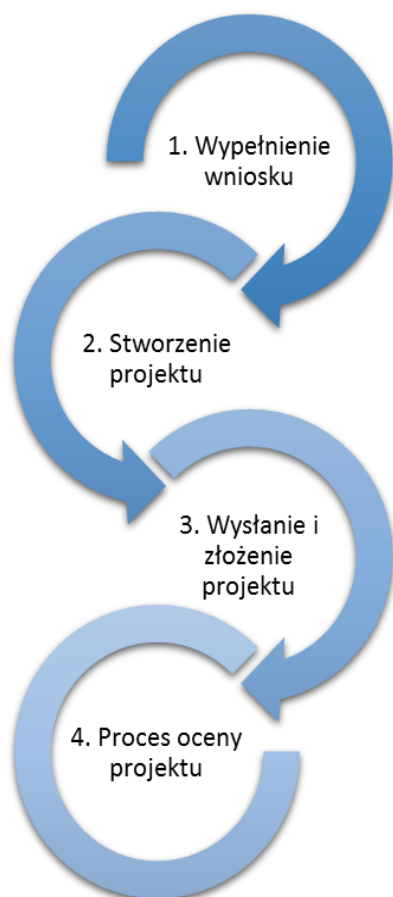 1. Wypełnienie
wniosku
2. Stworzenie
projektu
3. Wysłanie i
złożenie
projektu
4. Proces oceny
projektu